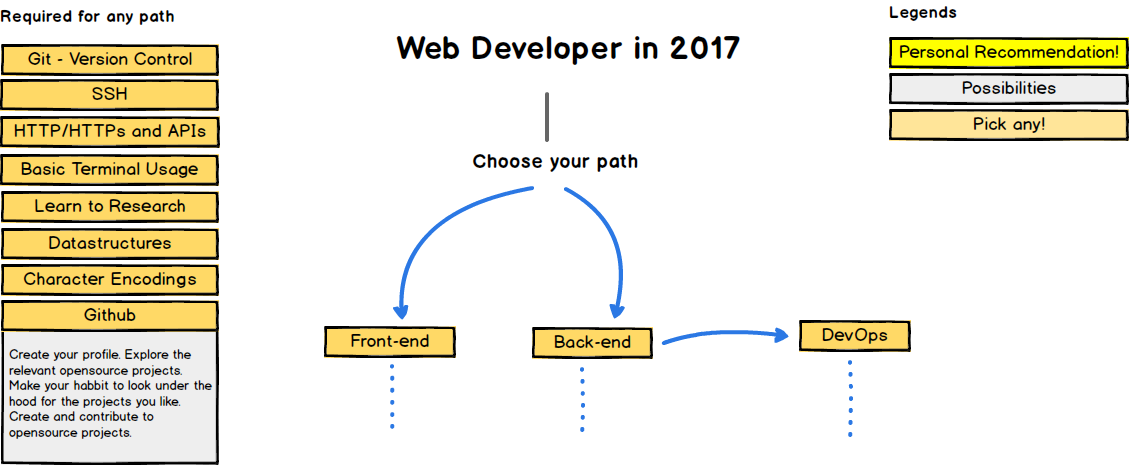 Required for any path
Git - Version Control
SSH
HTTP/HTTPs and APIs
Basic Terminal Usage
Learn to Research
Datastructures
Character Encodings
Github
Create your profile. Explore the
relevant opensource projects.
Make your habbit to look under the
hood for the projects you like.
Create and contribute to
opensource projects.
Web Developer in 2017
Choose your path
Front-end
Back-end
DevOps
Legends
Personal Recommendation!
Possibilities
Pick any!